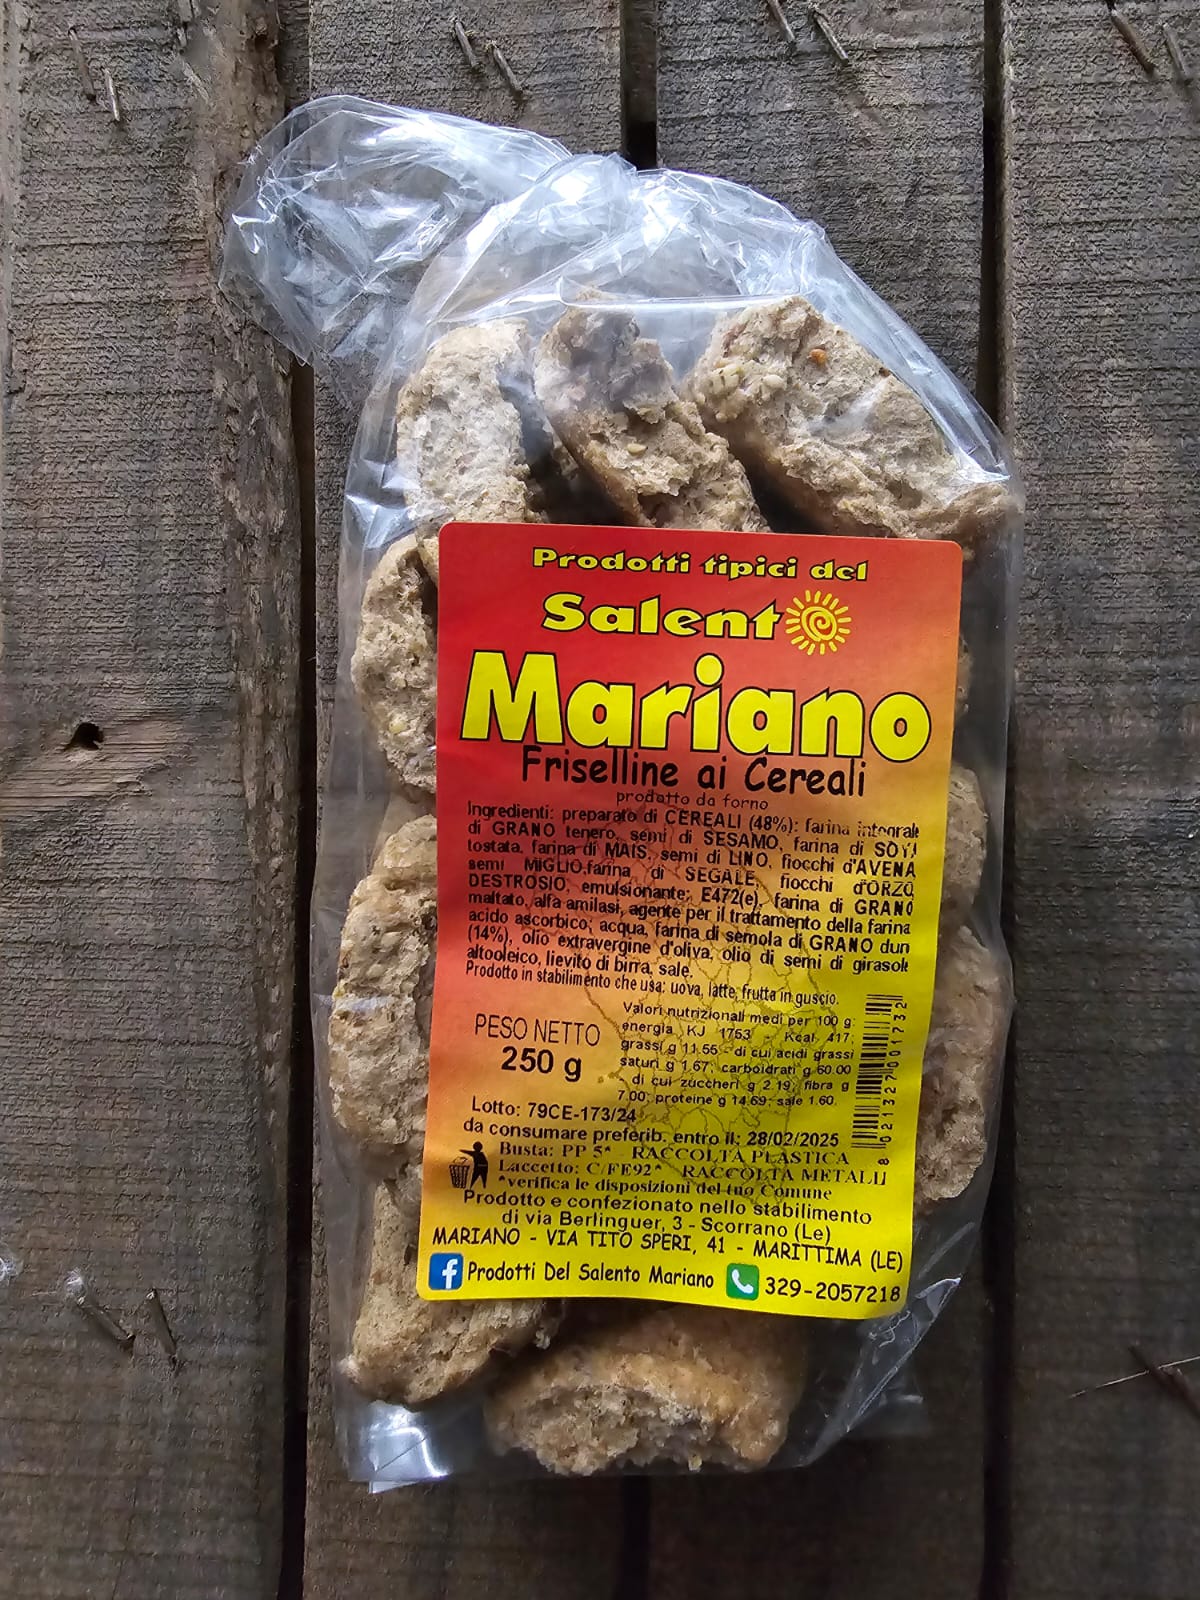 Prodotti tipici del
Salento
Mariano
Friselline ai Cereali
prodotto da forno
Ingredienti: preparato di CEREALI (48%): farina integrale
di GRANO tenero, semi di SESAMO, farina di SOYA
tostata. farina di MAIS, semi di LINO, fiocchi d'AVENA
semi MIGLIO,farina di SEGALE, fiocchi d'ORZO,
DESTROSIO, emulsionante; E472(e), farina di GRANO
maltato, alfa amilasi, agente per il trattamento della farina
acido ascorbico; acqua, farina di semola di GRANO
(14%), olio extravergine d'oliva, olio di semi di girasole
altooleico, lievito di birra, sale.
Prodotto in stabilimento che usa: uova, latte, frutta in guscio.
PESO NETTO
250 g
Valori nutrizionali medi per 100 g:
energia KJ 1763 - Kcal 417;
grassi g 11.55 - di cui acidi grassi
saturi g 1.67; carboidrati g 60.00
- di cui zuccheri g 2.19; fibra g
7.00; proteine g 14.69; sale 1.60.
8 021327 001732
Lotto: 79CE-173/24
da consumare preferib. entro il: 28/02/2025
Busta: PP 5* RACCOLTA PLASTICA
Laccetto: C/FE92* RACCOLTA METALLI
*verifica le disposizioni del tuo Comune
Prodotto e confezionato nello stabilimento
di via Berlinguer, 3 - Scorrano (Le)
MARIANO - VIA TITO SPERI, 41 - MARITTIMA (LE)
Prodotti Del Salento Mariano 329-2057218